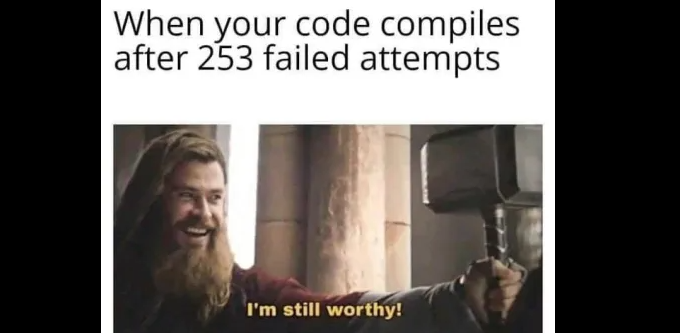 When your code compiles
after 253 failed attempts
I'm still worthy!